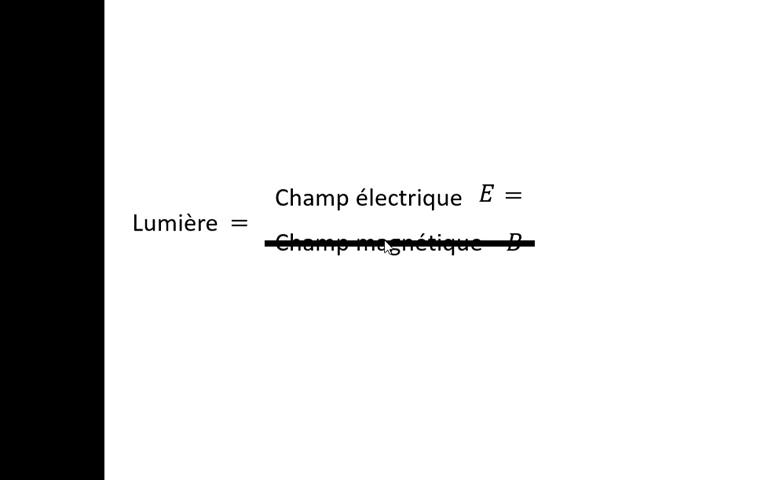 Champ électrique E =
Lumière =
Champ magnétique B